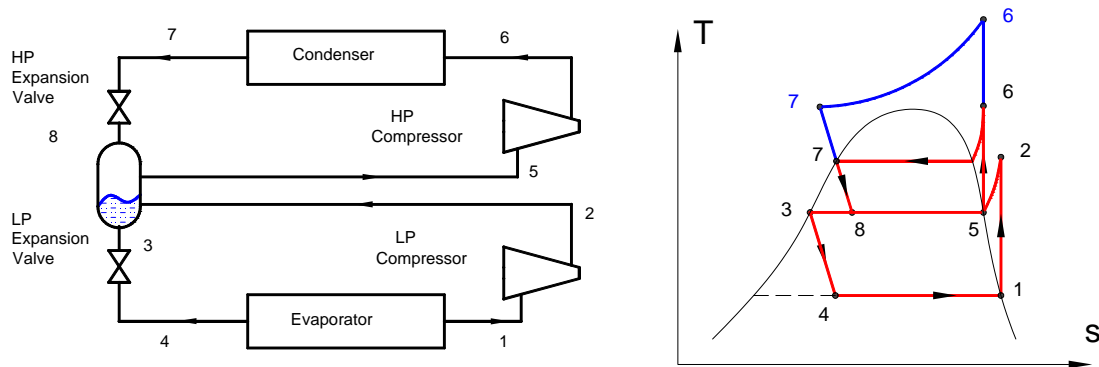 7
Condenser
6
HP
Expansion
Valve
HP
Compressor
8
5
2
LP
Expansion
Valve
3
LP
Compressor
Evaporator
4
1
T
6
7
6
2
7
3
8
5
4
1
s